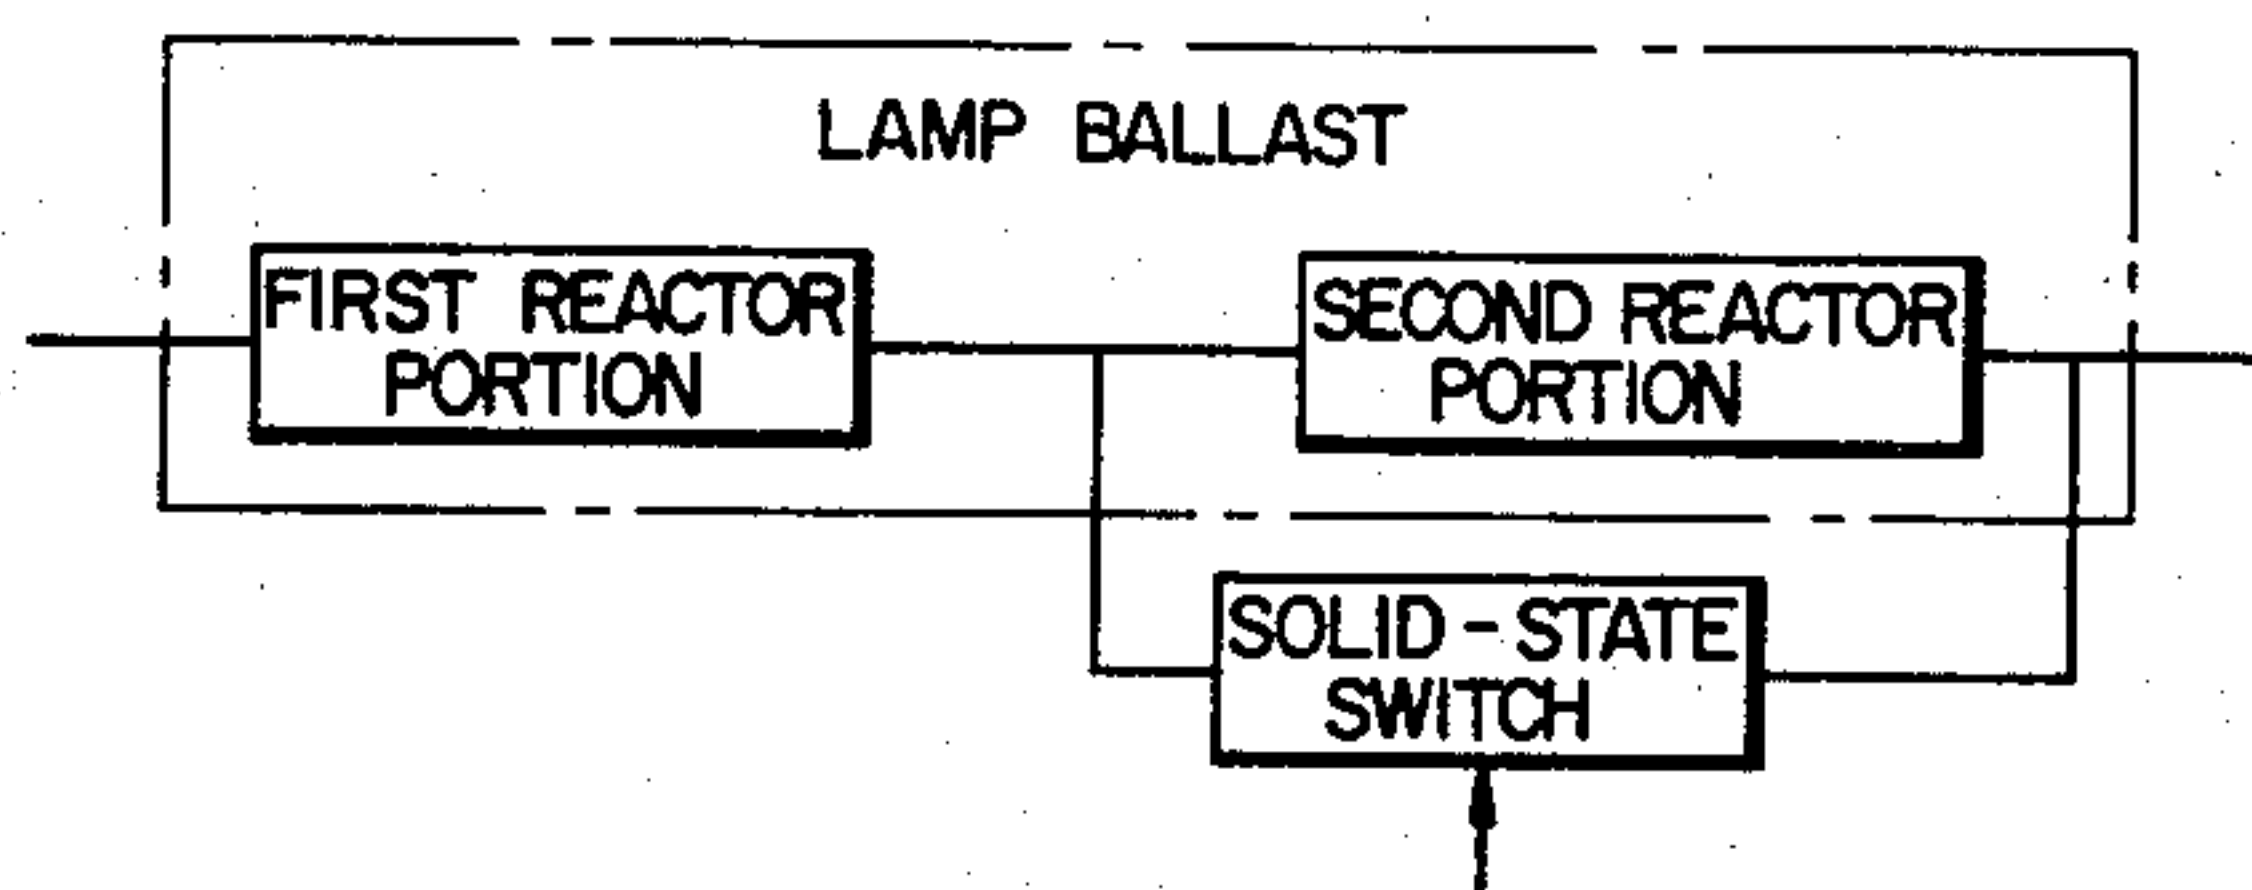 LAMP BALLAST
FIRST REACTOR
PORTION
SECOND REACTOR
PORTION
SOLID-STATE
SWITCH